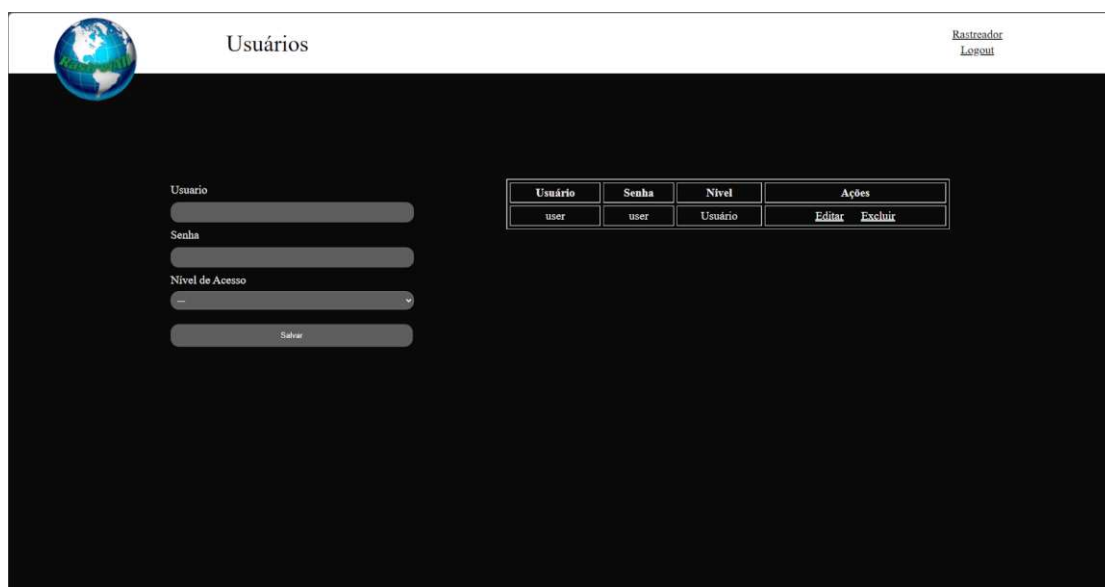 Usuários
Rastreador
Logout
Usuario
Senha
Nível de Acesso
---
Salvar
Usuário Senha Nível Ações
user user Usuário Editar Excluir